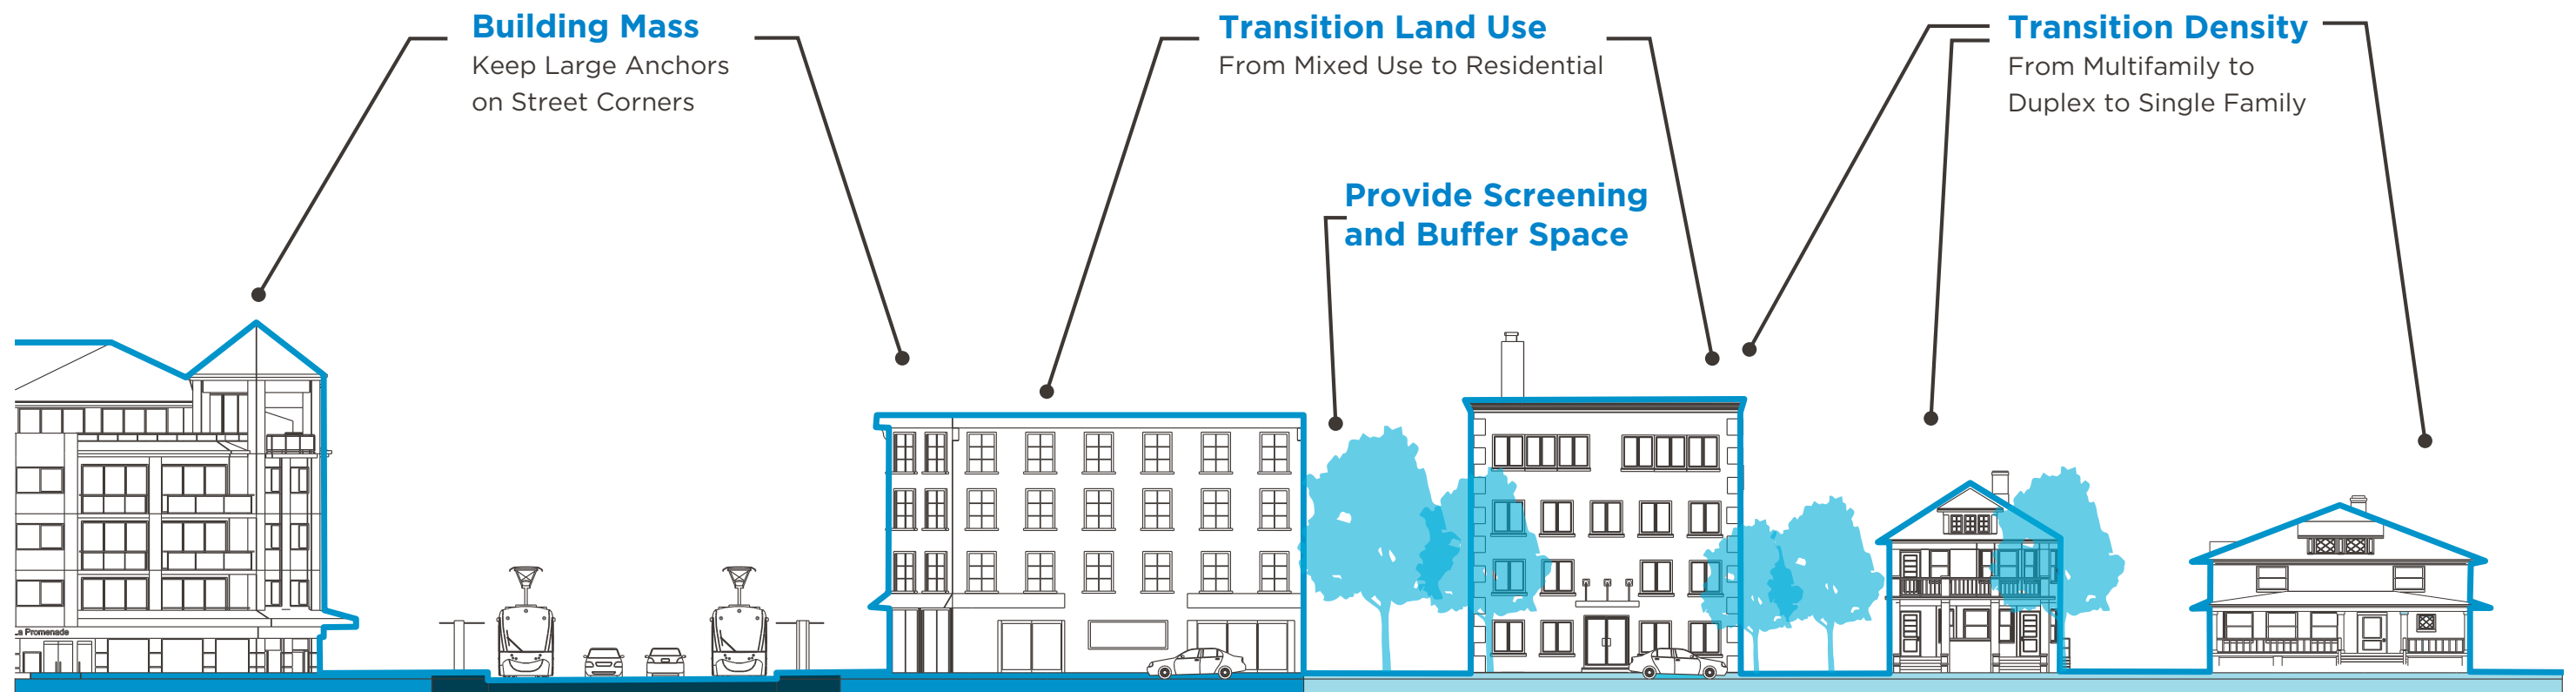 Building Mass
Keep Large Anchors
on Street Corners
Transition Land Use
From Mixed Use to Residential
Transition Density
From Multifamily to
Duplex to Single Family
Provide Screening
and Buffer Space
a Promenade